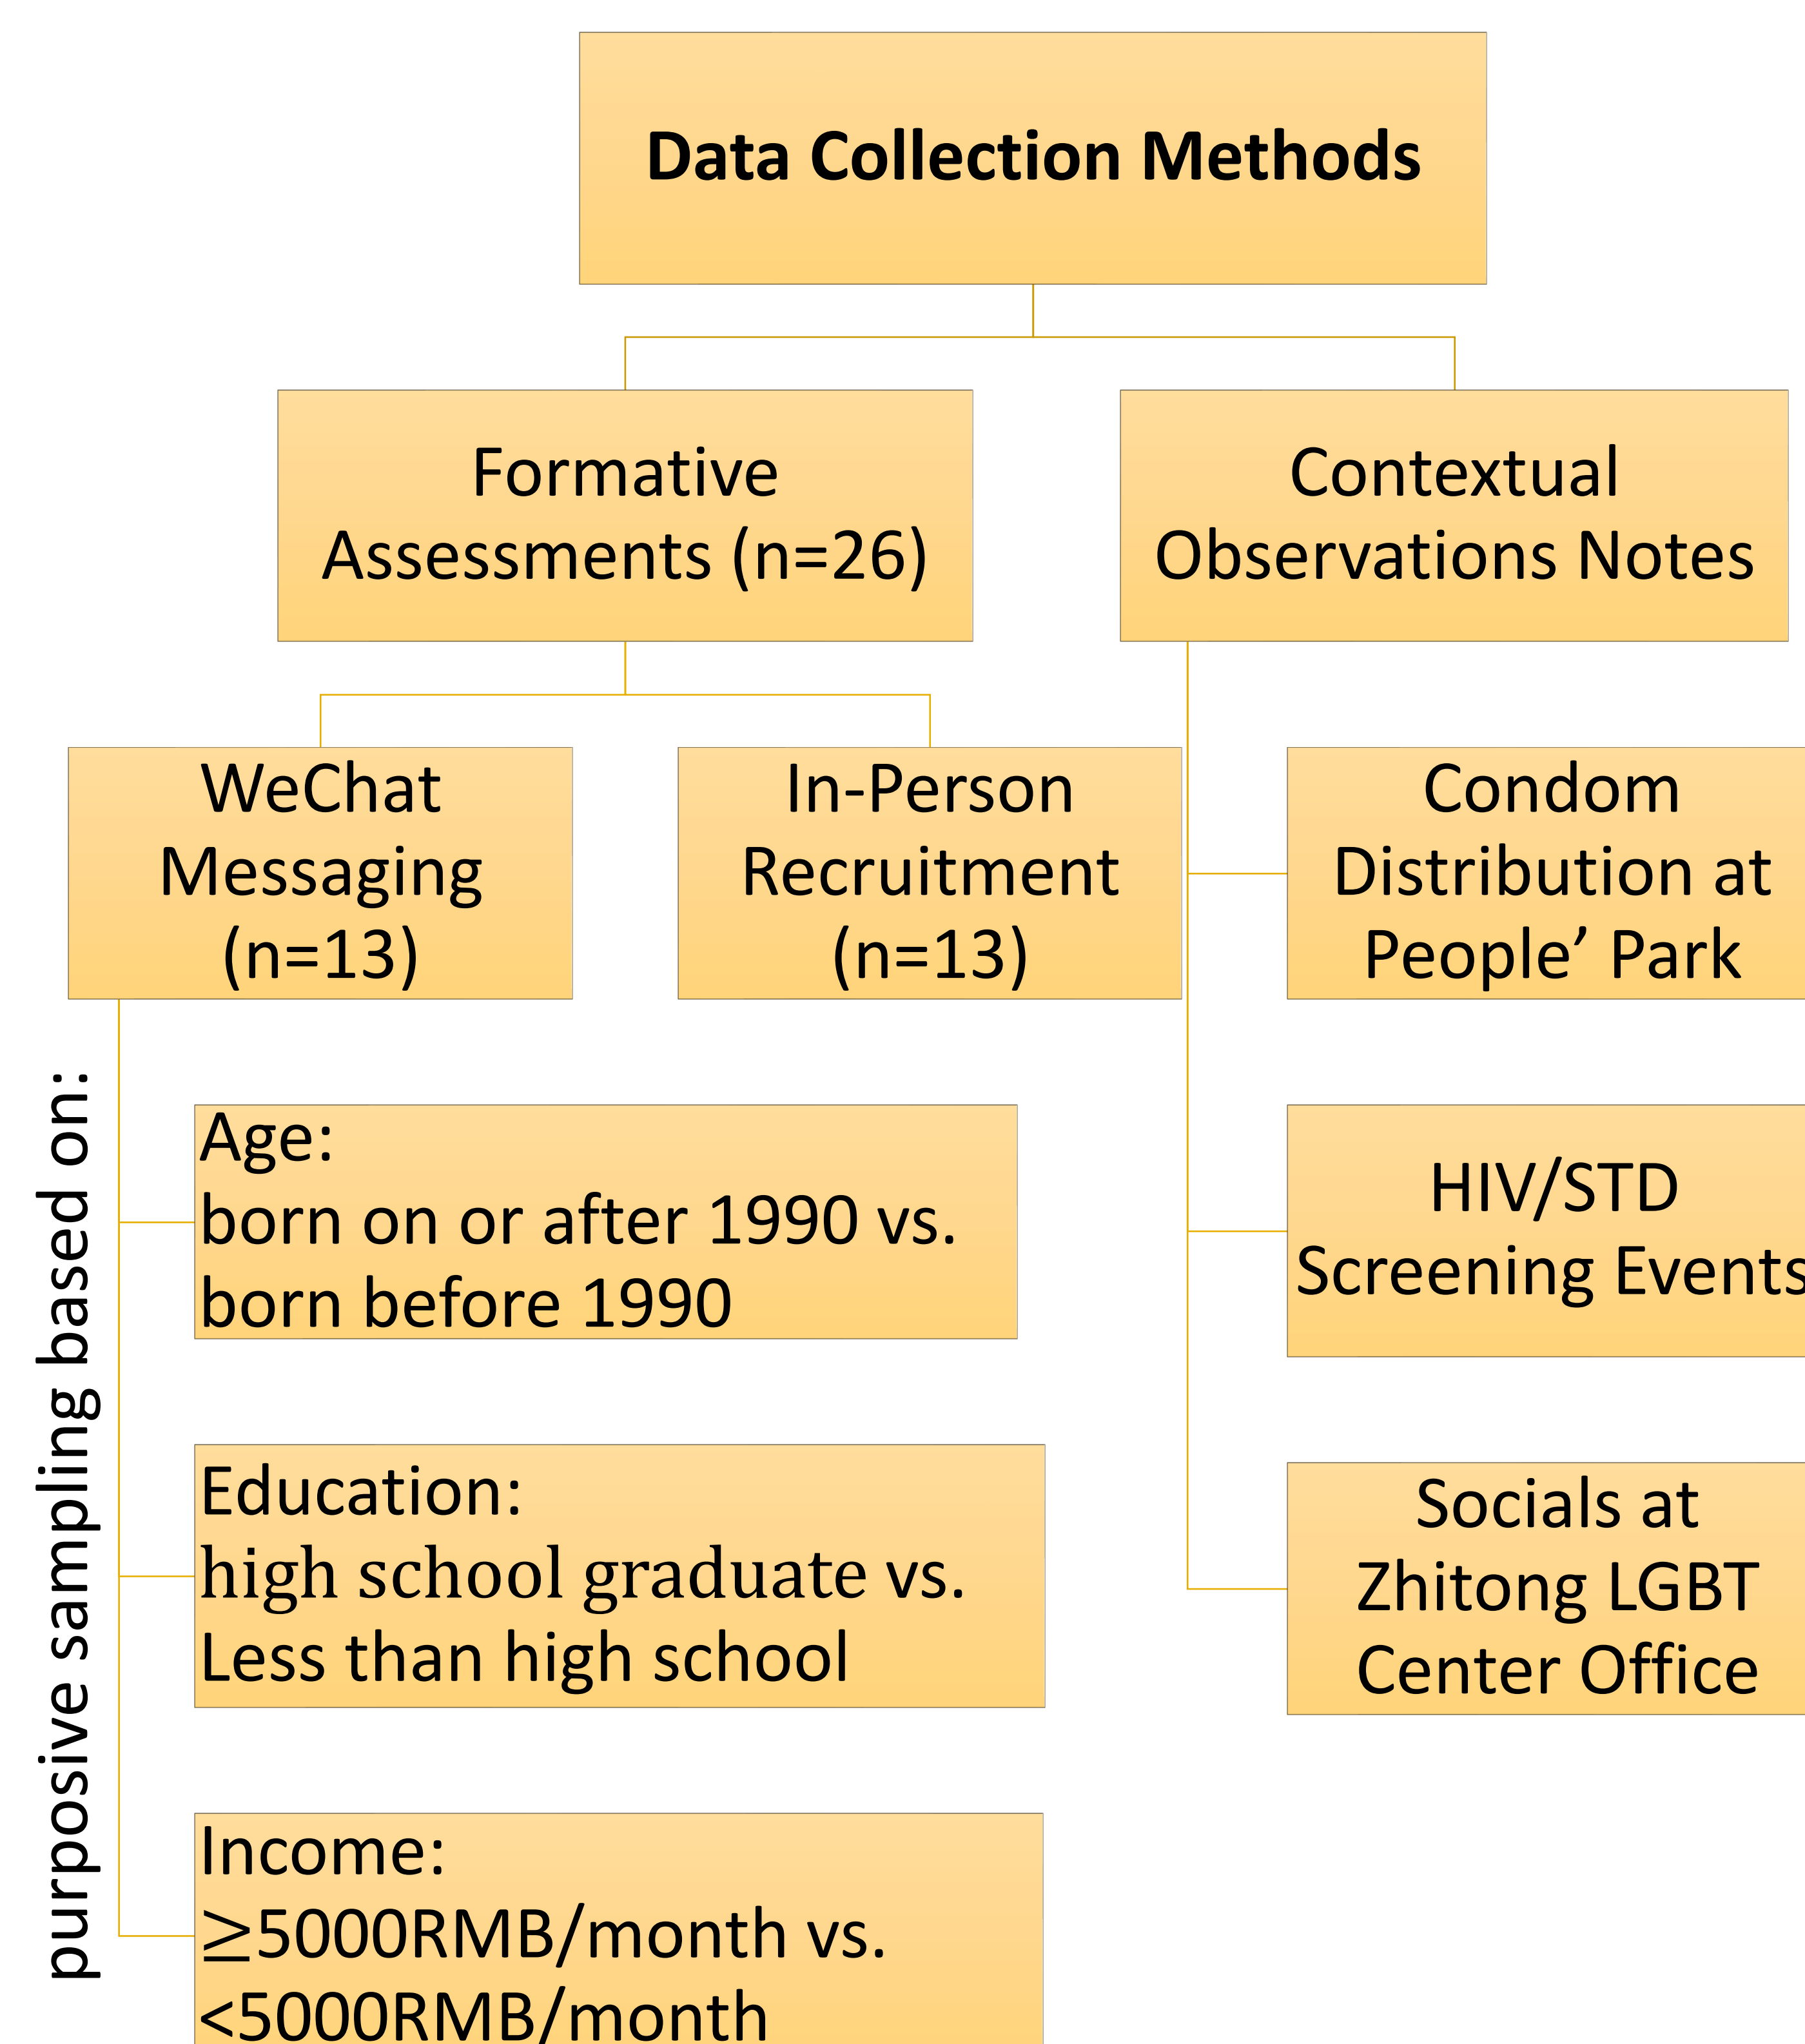 Data Collection Methods
Formative
Assessments (n=26)
Contextual
Observations Notes
WeChat
Messaging
(n=13)
In-Person
Recruitment
(n=13)
Condom
Distribution at
People’ Park
purposive sampling based on:
Age:
born on or after 1990 vs.
born before 1990
HIV/STD
Screening Events
Education:
high school graduate vs.
Less than high school
Socials at
Zhitong LGBT
Center Office
Income:
≥5000RMB/month vs.
<5000RMB/month